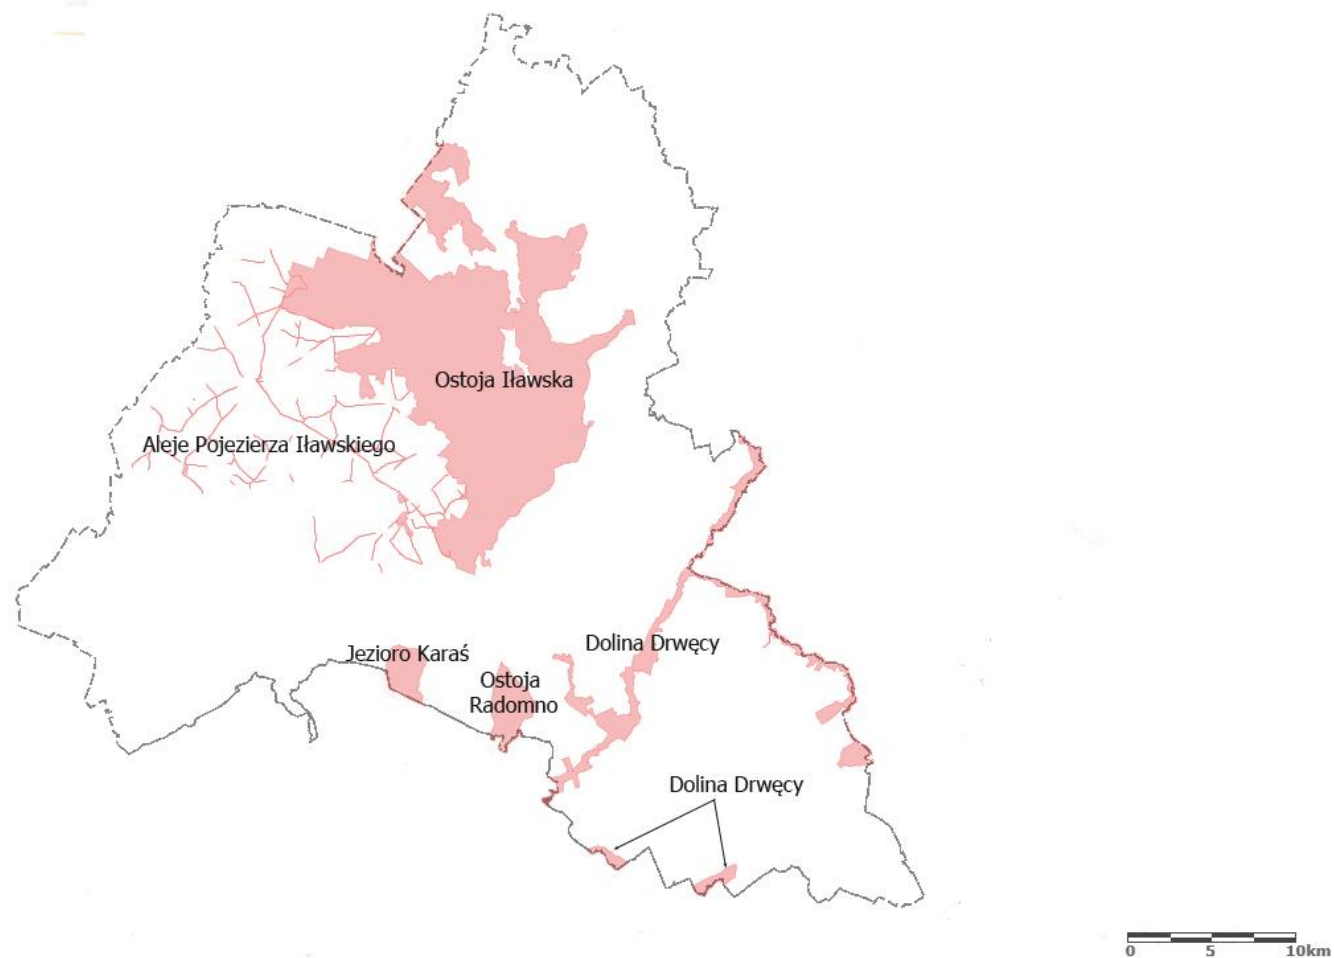 Ostoja Iławska
Aleje Pojezierza Iławskiego
Dolina Drwęcy
Jezioro Karaś
Ostoja
Radomno
Dolina Drwęcy
0 5 10km